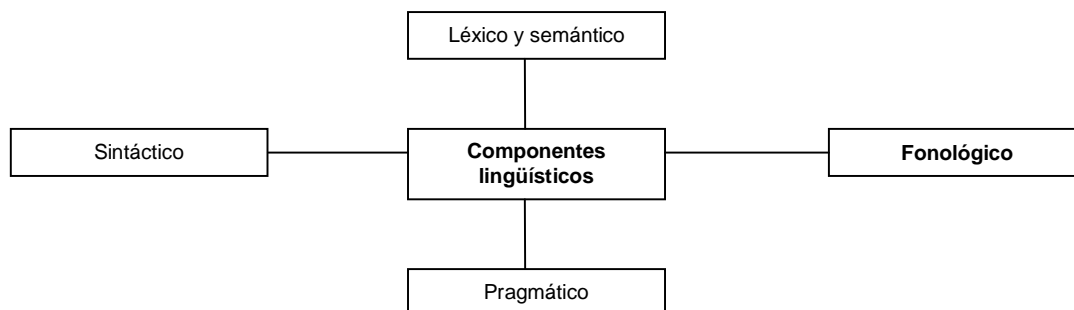 Léxico y semántico
Sintáctico
Componentes
lingüísticos
Fonológico
Pragmático